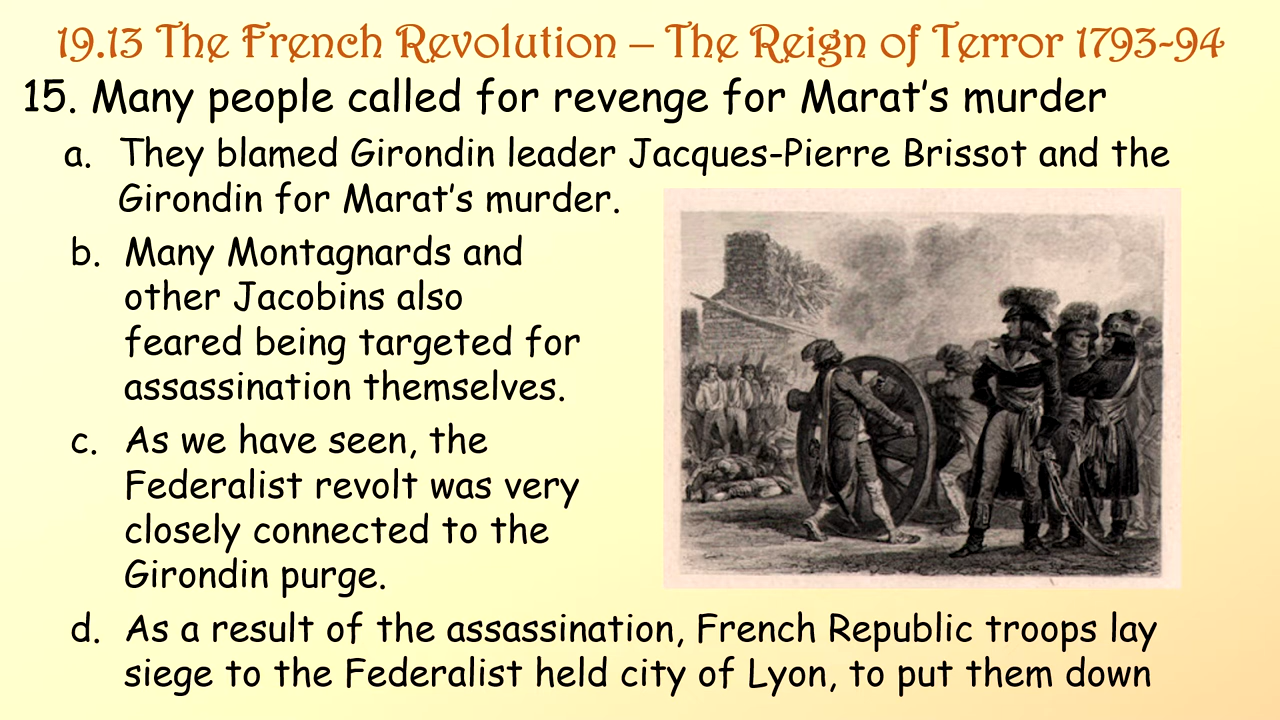 19.13 The French Revolution – The Reign of Terror 1793-94
15. Many people called for revenge for Marat’s murder
a. They blamed Girondin leader Jacques-Pierre Brissot and the
Girondin for Marat’s murder.
b. Many Montagnards and
other Jacobins also
feared being targeted for
assassination themselves.
c. As we have seen, the
Federalist revolt was very
closely connected to the
Girondin purge.
d. As a result of the assassination, French Republic troops lay
siege to the Federalist held city of Lyon, to put them down